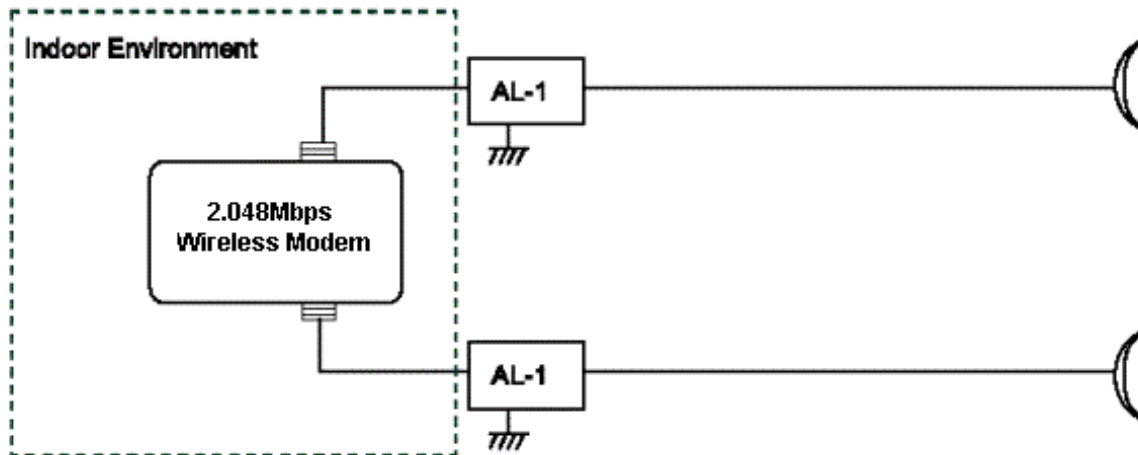 Indoor Environment
AL-1
2.048Mbps
Wireless Modem
AL-1